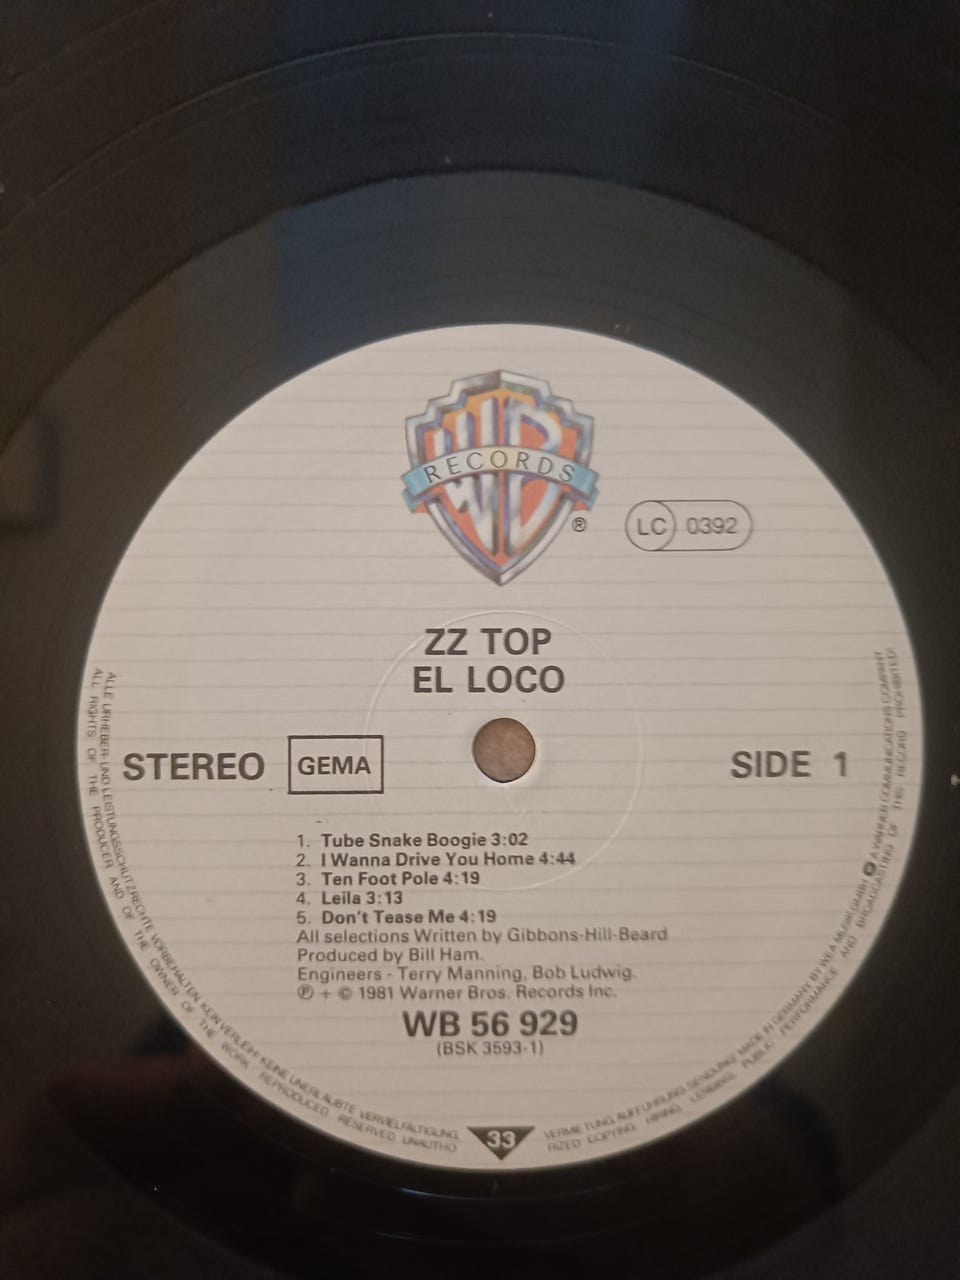 WB
RECORDS
®
LC 0392
ZZ TOP
EL LOCO
STEREO
GEMA
SIDE 1
1. Tube Snake Boogie 3:02
2. I Wanna Drive You Home 4:44
3. Ten Foot Pole 4:19
4. Leila 3:13
5. Don't Tease Me 4:19
All selections Written by Gibbons-Hill-Beard
Produced by Bill Ham.
Engineers - Terry Manning, Bob Ludwig.
℗ + © 1981 Warner Bros. Records Inc.
WB 56 929
(BSK 3593-1)
33
ALLE URHEBER- UND LEISTUNGSSCHUTZRECHTE VORBEHALTEN. KEIN VERLEIH! KEINE UNERLAUBTE VERVIELFÄLTIGUNG, VERMIETUNG, AUFFÜHRUNG, SENDUNG! MADE IN GERMANY BY WEA MUSIK GMBH A WARNER COMMUNICATIONS COMPANY
ALL RIGHTS OF THE PRODUCER AND OF THE OWNER OF THE WORK REPRODUCED RESERVED. UNAUTHORIZED COPYING, HIRING, LENDING, PUBLIC PERFORMANCE AND BROADCASTING OF THIS RECORD PROHIBITED!